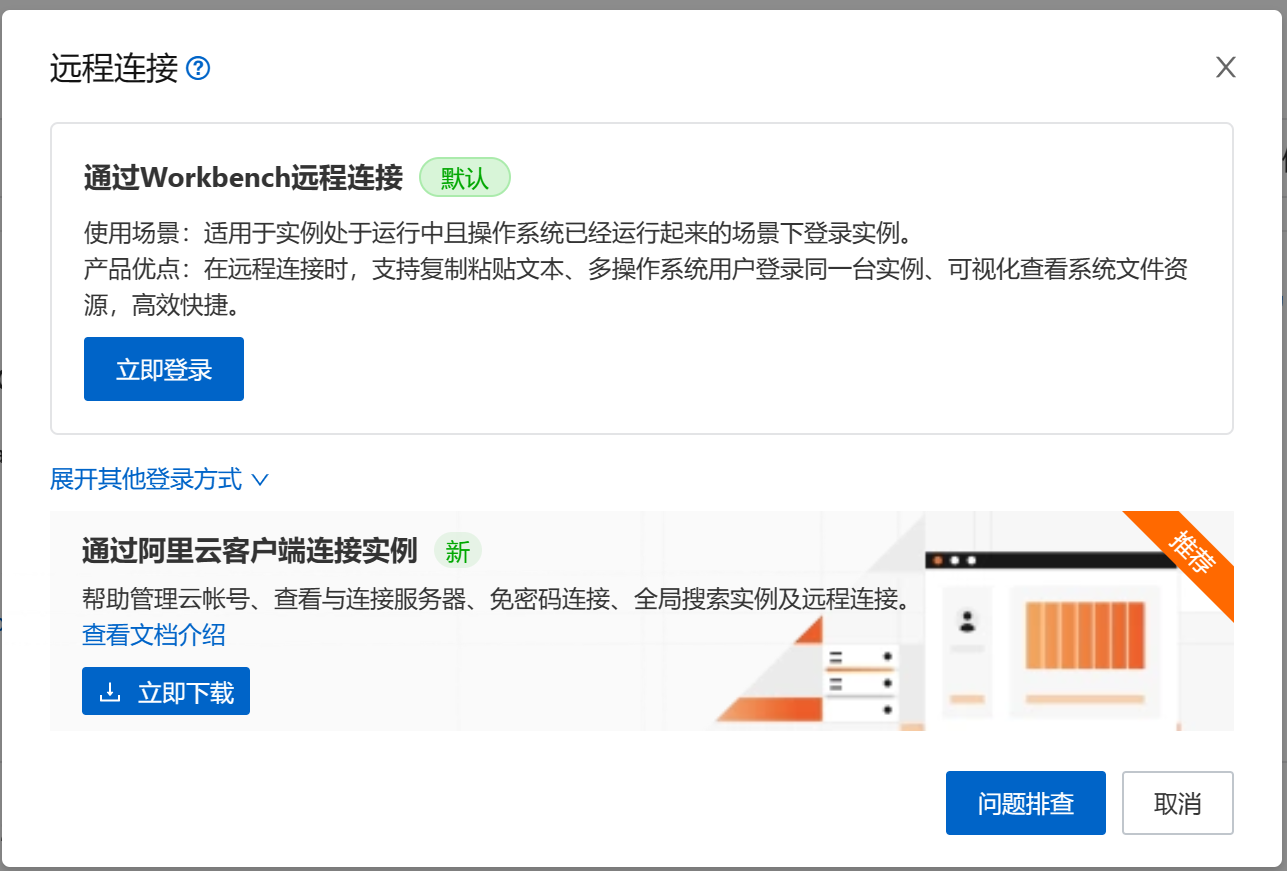 远程连接
通过Workbench远程连接 默认
使用场景：适用于实例处于运行中且操作系统已经运行起来的场景下登录实例。
产品优点：在远程连接时，支持复制粘贴文本、多操作系统用户登录同一台实例、可视化查看系统文件资
源，高效快捷。
立即登录
展开其他登录方式
通过阿里云客户端连接实例 新
推荐
帮助管理云帐号、查看与连接服务器、免密码连接、全局搜索实例及远程连接。
查看文档介绍
立即下载
问题排查 取消